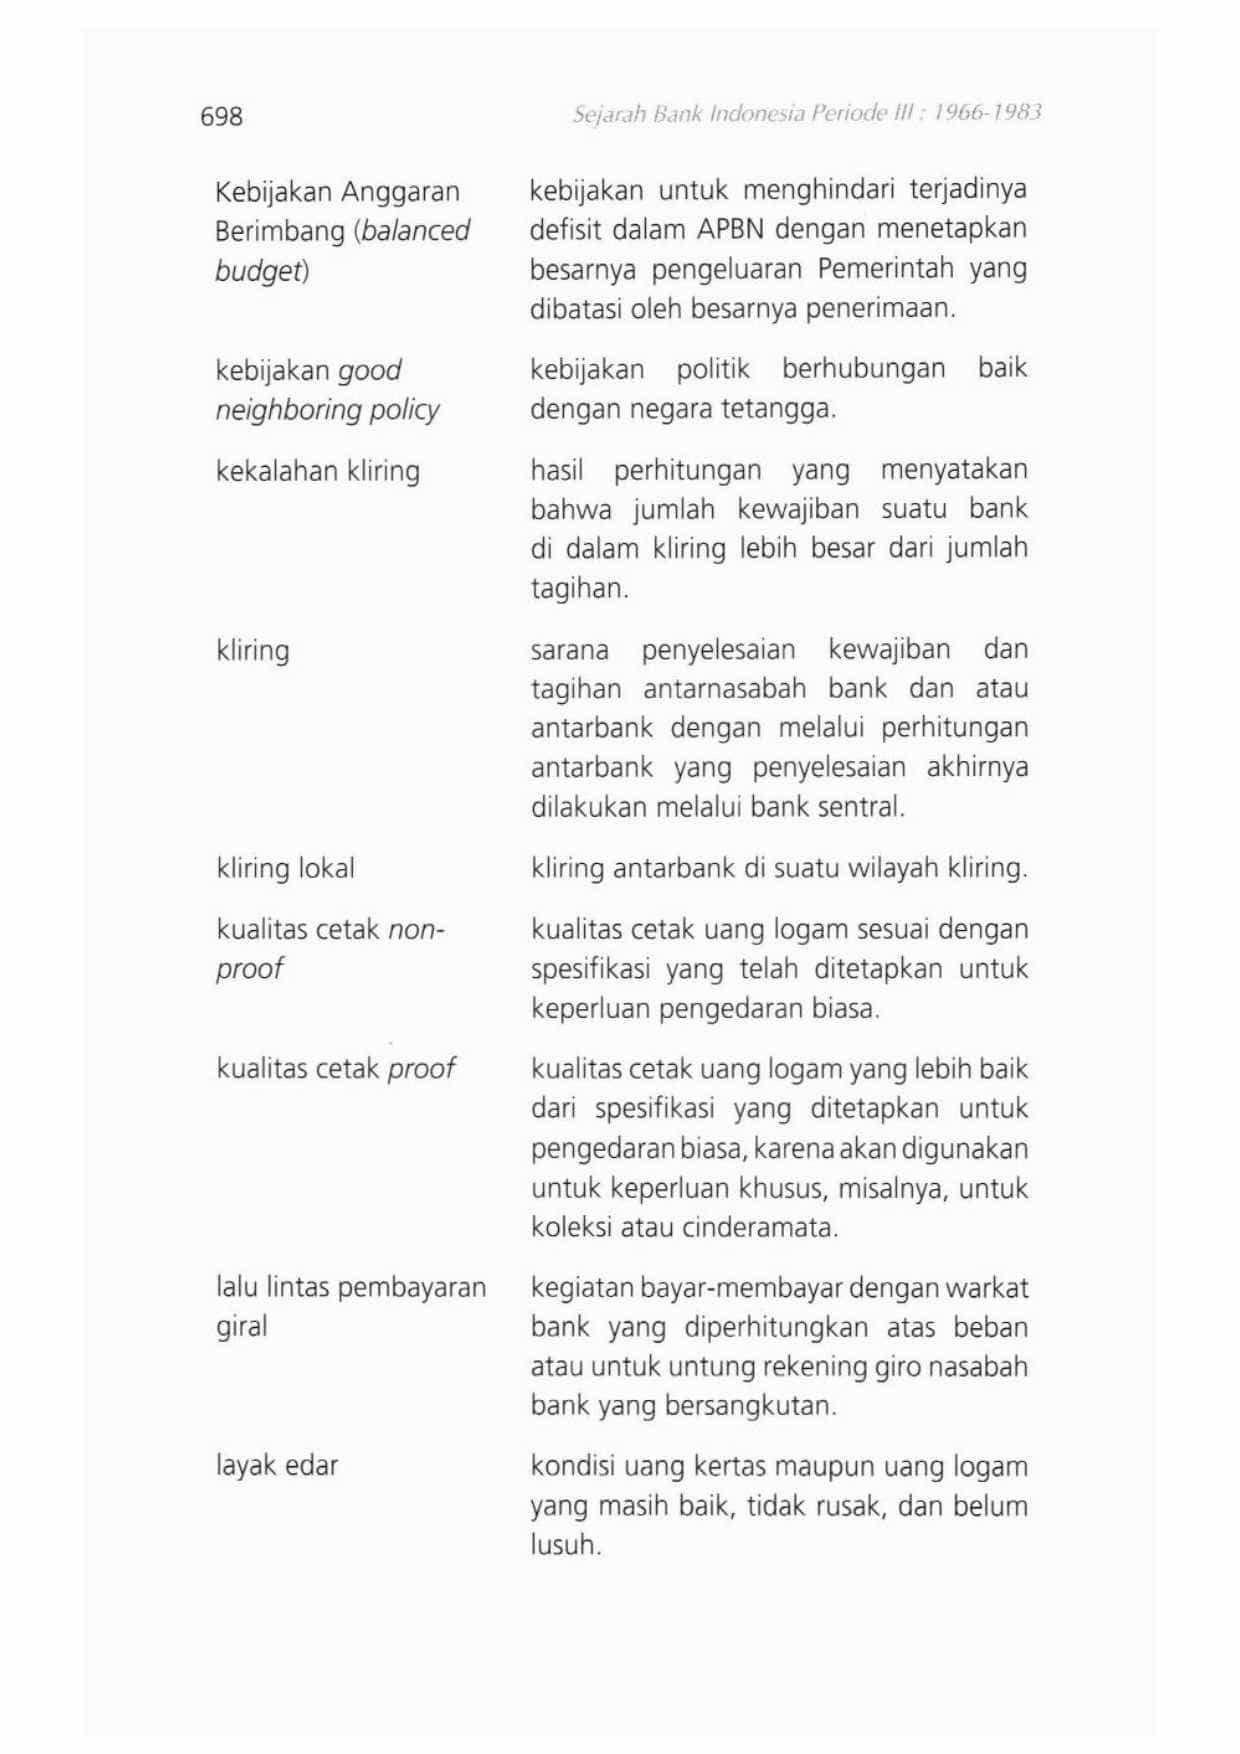 698
Sejarah Bank Indonesia Periode III : 1966-1983
Kebijakan Anggaran
Berimbang (balanced
budget)
kebijakan untuk menghindari terjadinya
defisit dalam APBN dengan menetapkan
besarnya pengeluaran Pemerintah yang
dibatasi oleh besarnya penerimaan.
kebijakan good
neighboring policy
kebijakan politik berhubungan baik
dengan negara tetangga.
kekalahan kliring
hasil perhitungan yang menyatakan
bahwa jumlah kewajiban suatu bank
di dalam kliring lebih besar dari jumlah
tagihan.
kliring
sarana penyelesaian kewajiban dan
tagihan antarnasabah bank dan atau
antarbank dengan melalui perhitungan
antarbank yang penyelesaian akhirnya
dilakukan melalui bank sentral.
kliring lokal
kliring antarbank di suatu wilayah kliring.
kualitas cetak non-
proof
kualitas cetak uang logam sesuai dengan
spesifikasi yang telah ditetapkan untuk
keperluan pengedaran biasa.
kualitas cetak proof
kualitas cetak uang logam yang lebih baik
dari spesifikasi yang ditetapkan untuk
pengedaran biasa, karena akan digunakan
untuk keperluan khusus, misalnya, untuk
koleksi atau cinderamata.
lalu lintas pembayaran
giral
kegiatan bayar-membayar dengan warkat
bank yang diperhitungkan atas beban
atau untuk untung rekening giro nasabah
bank yang bersangkutan.
layak edar
kondisi uang kertas maupun uang logam
yang masih baik, tidak rusak, dan belum
lusuh.